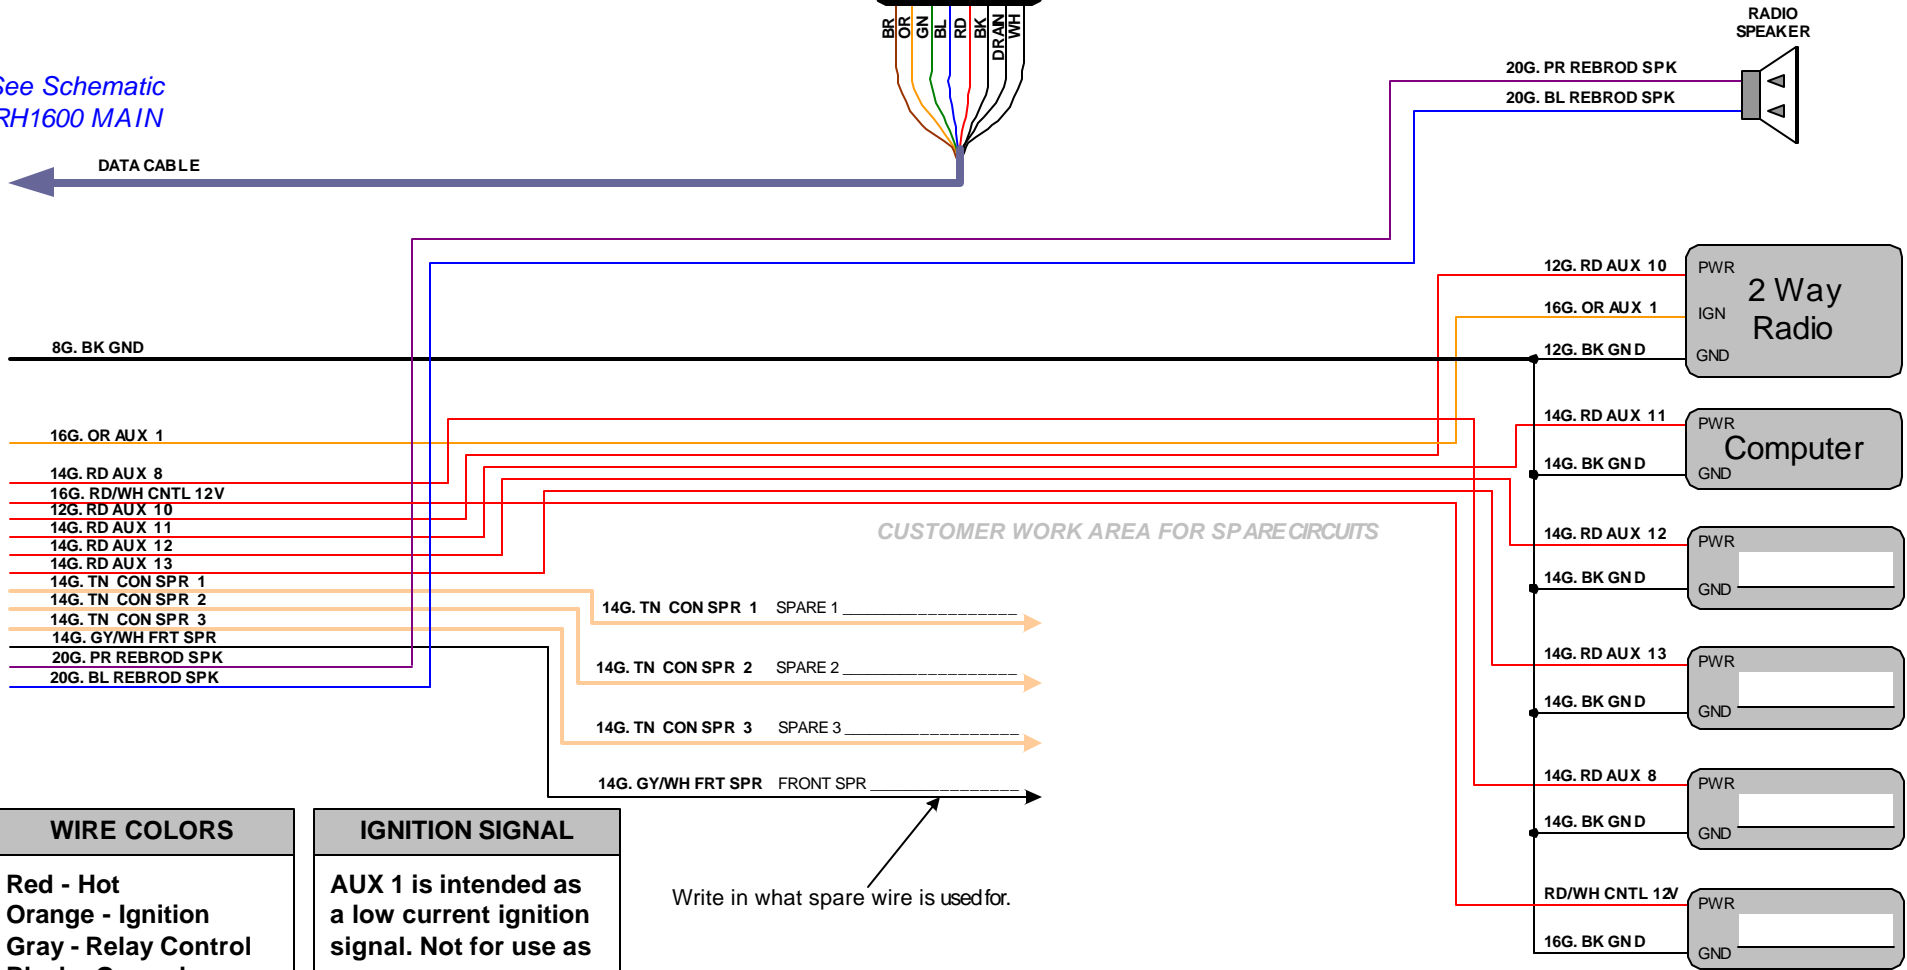 BR
OR
GN
BL
RD
BK
DRAIN
WH
RADIO
SPEAKER
20G. PR REBROD SPK
20G. BL REBROD SPK
See Schematic
RH1600 MAIN
DATA CABLE
12G. RD AUX 10
PWR
2 Way
Radio
16G. OR AUX 1
IGN
12G. BK GND
GND
8G. BK GND
14G. RD AUX 11
PWR
Computer
14G. BK GND
GND
16G. OR AUX 1
14G. RD AUX 8
16G. RD/WH CNTL 12V
12G. RD AUX 10
14G. RD AUX 11
14G. RD AUX 12
14G. RD AUX 13
14G. TN CON SPR 1
14G. TN CON SPR 2
14G. TN CON SPR 3
14G. GY/WH FRT SPR
20G. PR REBROD SPK
20G. BL REBROD SPK
CUSTOMER WORK AREA FOR SPARE CIRCUITS
14G. RD AUX 12
PWR
14G. BK GND
GND
14G. TN CON SPR 1 SPARE 1 __________________
14G. TN CON SPR 2 SPARE 2 __________________
14G. TN CON SPR 3 SPARE 3 __________________
14G. GY/WH FRT SPR FRONT SPR _______________
14G. RD AUX 13
PWR
14G. BK GND
GND
14G. RD AUX 8
PWR
14G. BK GND
GND
RD/WH CNTL 12V
PWR
16G. BK GND
GND
Write in what spare wire is used for.
WIRE COLORS
Red - Hot
Orange - Ignition
Gray - Relay Control
IGNITION SIGNAL
AUX 1 is intended as
a low current ignition
signal. Not for use as